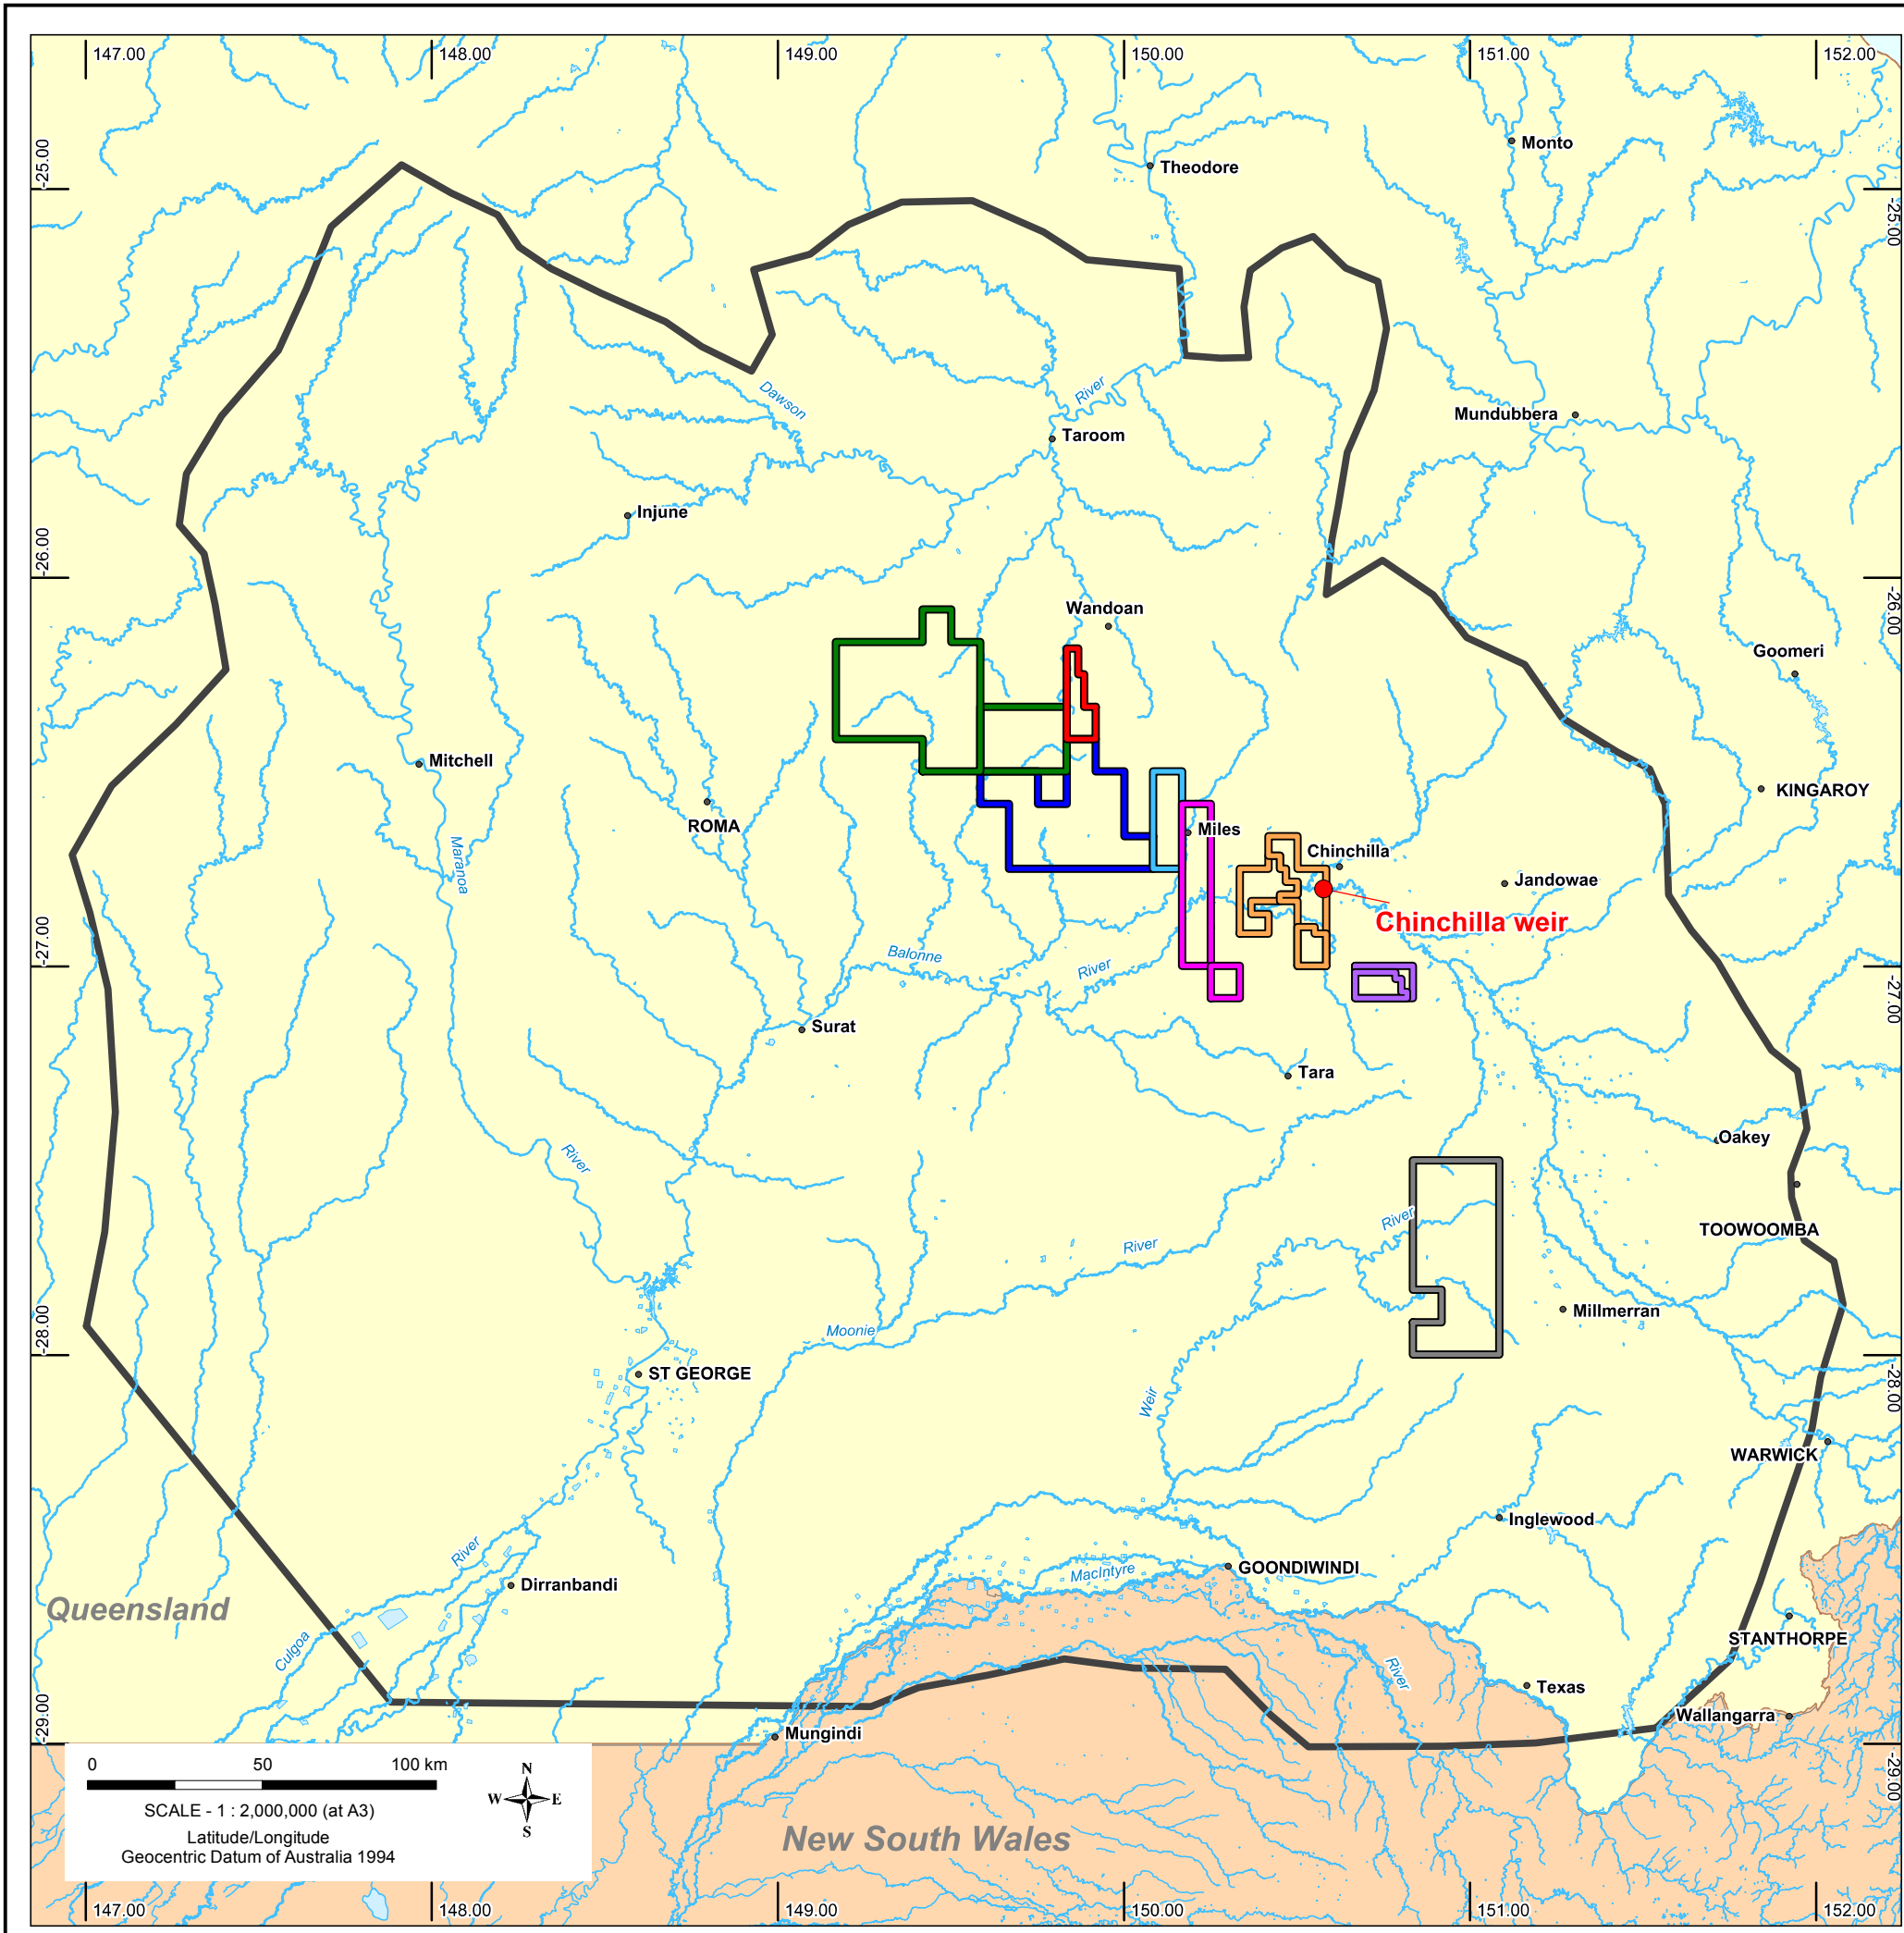 147.00
148.00
149.00
150.00
151.00
152.00
-25.00
-25.00
Monto
Theodore
Dawson
River
Mundubbera
Taroom
Injune
-26.00
-26.00
Wandoan
Goomeri
Mitchell
KINGAROY
ROMA
Miles
Maranoa
Chinchilla
Jandowae
Chinchilla weir
-27.00
-27.00
Balonne
River
Surat
Tara
Oakey
River
River
River
TOOWOOMBA
Moonie
Millmerran
-28.00
-28.00
ST GEORGE
Weir
WARWICK
Inglewood
River
MacIntyre
GOONDIWINDI
Dirranbandi
Queensland
Culgoa
STANTHORPE
River
Texas
Wallangarra
-29.00
-29.00
Mungindi
0 50 100 km
SCALE - 1 : 2,000,000 (at A3)
Latitude/Longitude
Geocentric Datum of Australia 1994
N
W E
S
New South Wales
147.00
148.00
149.00
150.00
151.00
152.00